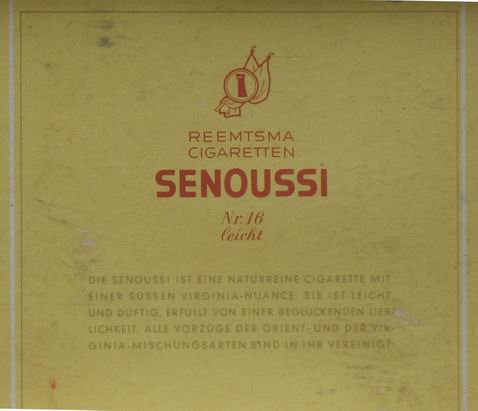 REEMTSMA
CIGARETTEN
SENOUSSI
Nr. 16
leicht
DIE SENOUSSI IST EINE NATURREINE CIGARETTE MIT
EINER SÜSSEN VIRGINIA-NUANCE. SIE IST LEICHT
UND DUFTIG, ERFÜLLT VON EINER BEGLÜCKENDEN LIEB-
LICHKEIT. ALLE VORZÜGE DER ORIENT- UND DER VIR-
GINIA-MISCHUNGSARTEN SIND IN IHR VEREINIGT.